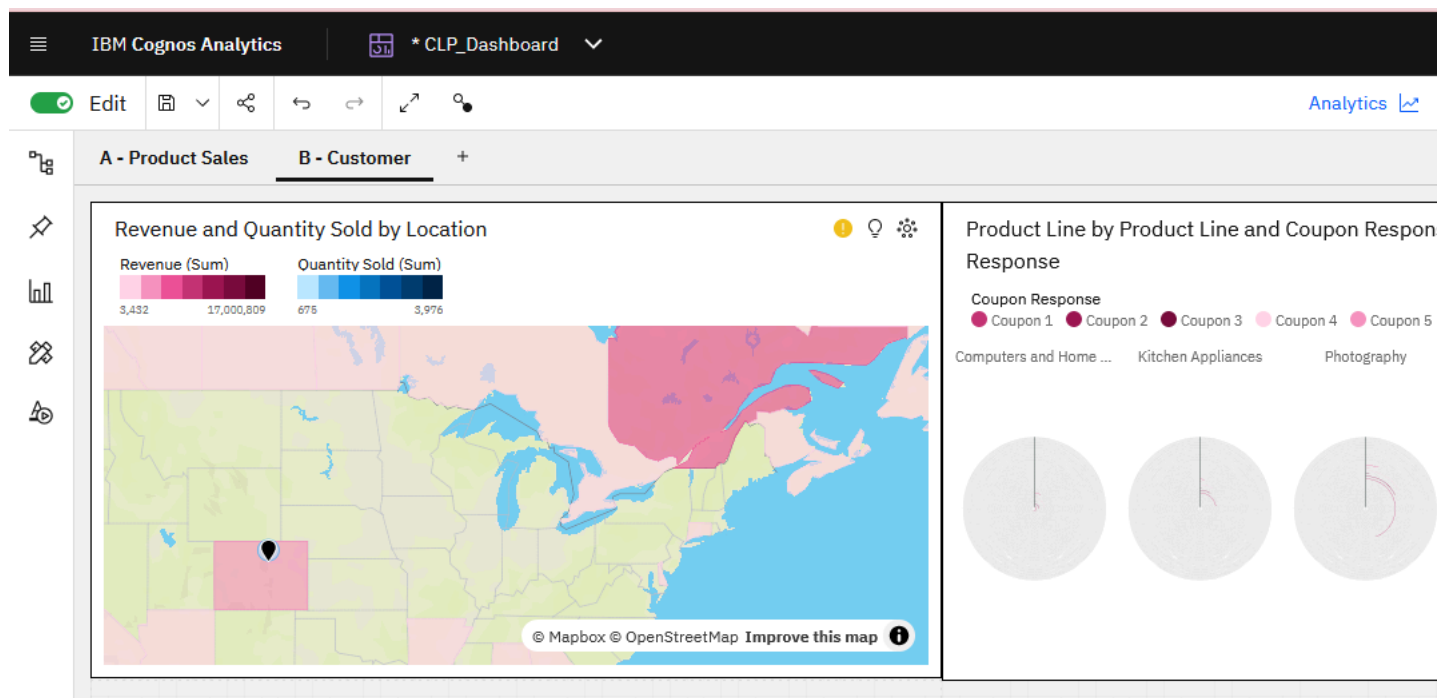 IBM Cognos Analytics
* CLP_Dashboard
Edit
Analytics
A - Product Sales
B - Customer
+
Revenue and Quantity Sold by Location
Revenue (Sum)
3,432 17,000,809
Quantity Sold (Sum)
675 3,976
© Mapbox © OpenStreetMap Improve this map
Product Line by Product Line and Coupon Respon
Response
Coupon Response
Coupon 1 Coupon 2 Coupon 3 Coupon 4 Coupon 5
Computers and Home ... Kitchen Appliances Photography